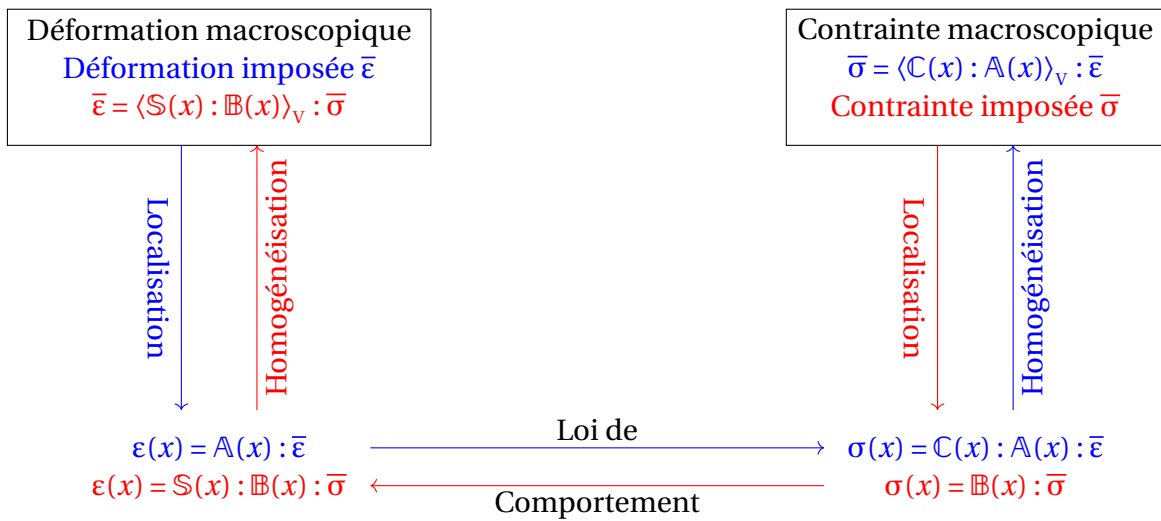 Déformation macroscopique
Déformation imposée ε̅
ε̅ = ⟨𝕊(x) : 𝔹(x)⟩_V : σ̅
Contrainte macroscopique
σ̅ = ⟨ℂ(x) : 𝔸(x)⟩_V : ε̅
Contrainte imposée σ̅
Localisation
Homogénéisation
Localisation
Homogénéisation
ε(x) = 𝔸(x) : ε̅
ε(x) = 𝕊(x) : 𝔹(x) : σ̅
Loi de
Comportement
σ(x) = ℂ(x) : 𝔸(x) : ε̅
σ(x) = 𝔹(x) : σ̅